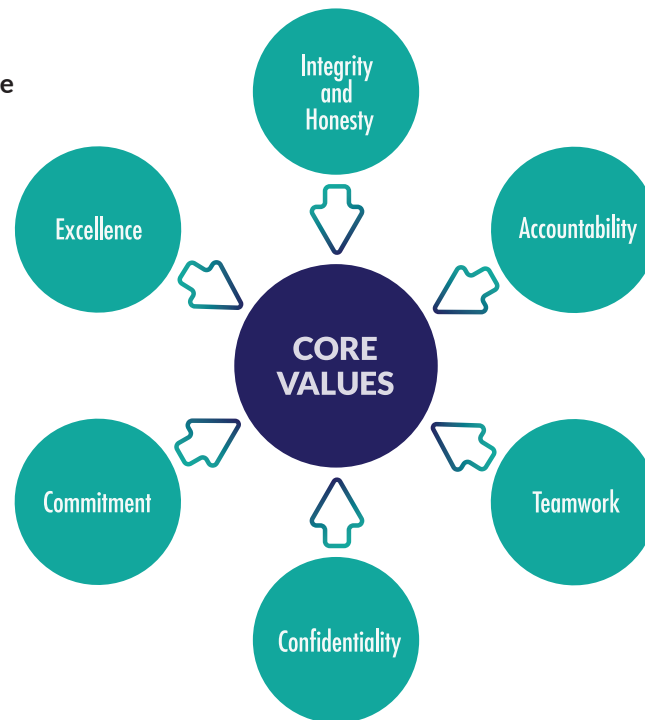 e
Integrity
and
Honesty
Excellence
Accountability
CORE
VALUES
Commitment
Teamwork
Confidentiality